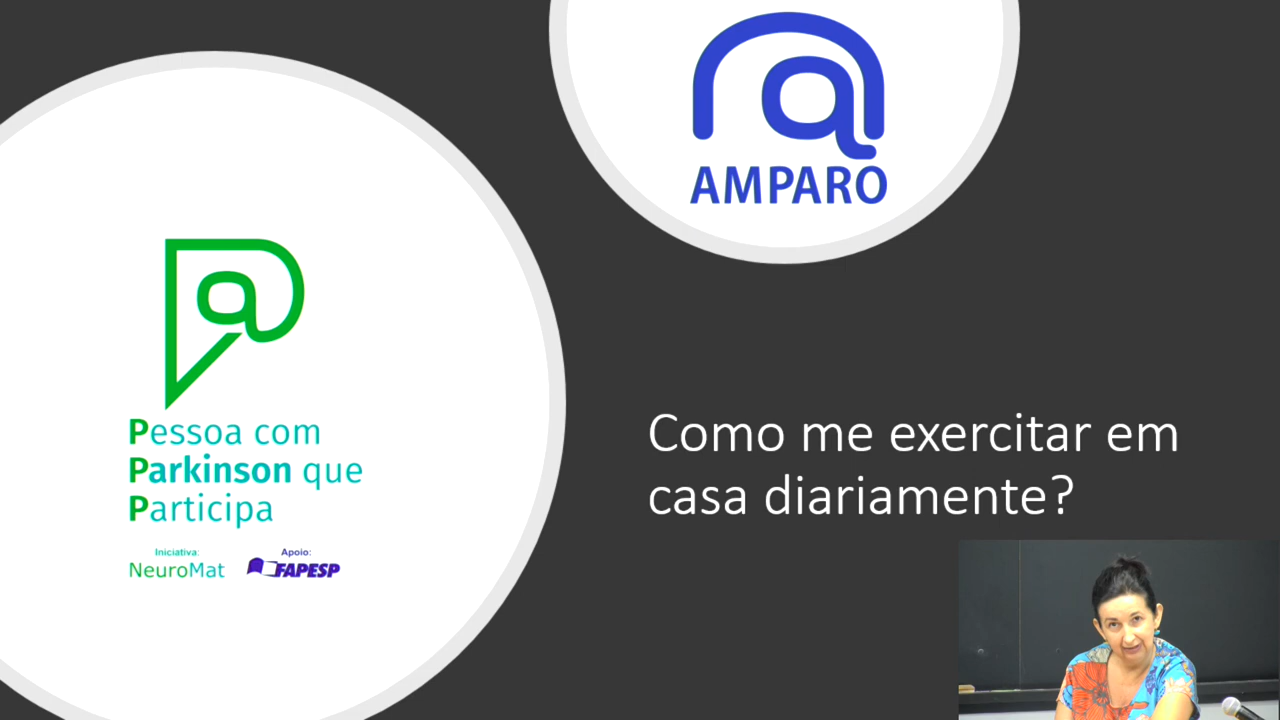 AMPARO
Pessoa com
Parkinson que
Participa
Iniciativa:
NeuroMat
Apoio:
FAPESP
Como me exercitar em
casa diariamente?